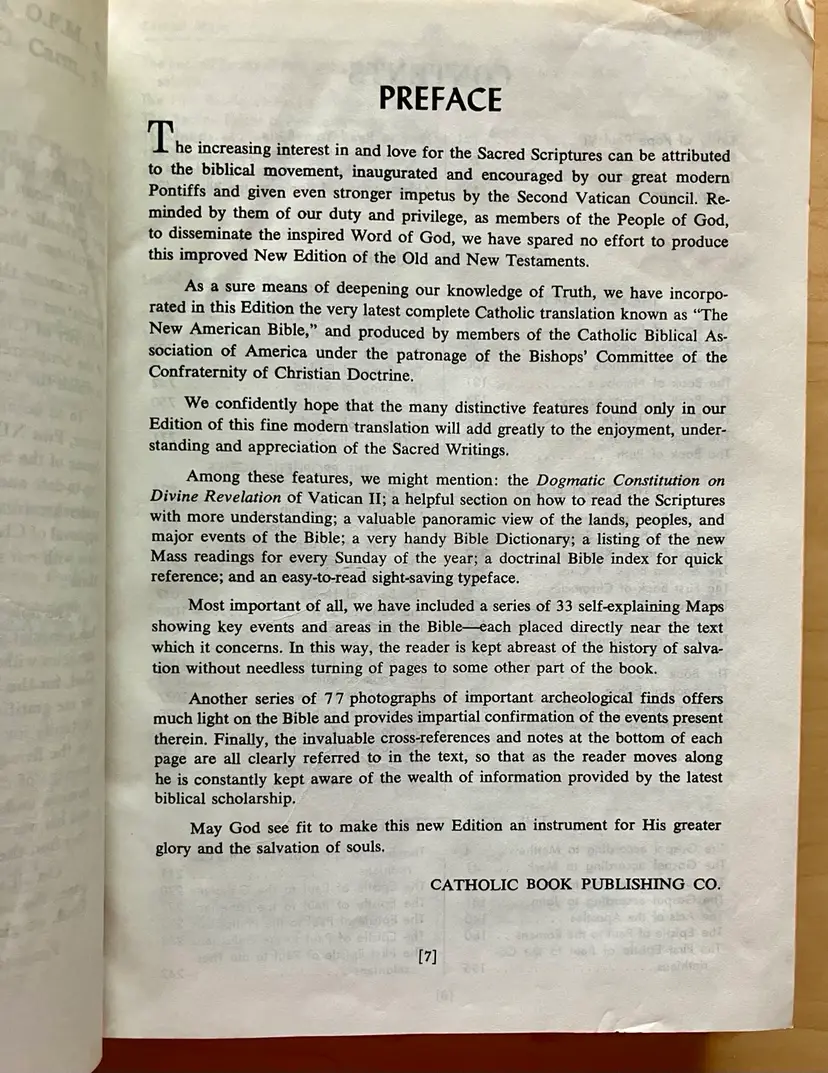 O.F.M.
O. Carm.
PREFACE
The increasing interest in and love for the Sacred Scriptures can be attributed
to the biblical movement, inaugurated and encouraged by our great modern
Pontiffs and given even stronger impetus by the Second Vatican Council. Re-
minded by them of our duty and privilege, as members of the People of God,
to disseminate the inspired Word of God, we have spared no effort to produce
this improved New Edition of the Old and New Testaments.
As a sure means of deepening our knowledge of Truth, we have incorpo-
rated in this Edition the very latest complete Catholic translation known as “The
New American Bible,” and produced by members of the Catholic Biblical As-
sociation of America under the patronage of the Bishops’ Committee of the
Confraternity of Christian Doctrine.
We confidently hope that the many distinctive features found only in our
Edition of this fine modern translation will add greatly to the enjoyment, under-
standing and appreciation of the Sacred Writings.
Among these features, we might mention: the Dogmatic Constitution on
Divine Revelation of Vatican II; a helpful section on how to read the Scriptures
with more understanding; a valuable panoramic view of the lands, peoples, and
major events of the Bible; a very handy Bible Dictionary; a listing of the new
Mass readings for every Sunday of the year; a doctrinal Bible index for quick
reference; and an easy-to-read sight-saving typeface.
Most important of all, we have included a series of 33 self-explaining Maps
showing key events and areas in the Bible—each placed directly near the text
which it concerns. In this way, the reader is kept abreast of the history of salva-
tion without needless turning of pages to some other part of the book.
Another series of 77 photographs of important archeological finds offers
much light on the Bible and provides impartial confirmation of the events present
therein. Finally, the invaluable cross-references and notes at the bottom of each
page are all clearly referred to in the text, so that as the reader moves along
he is constantly kept aware of the wealth of information provided by the latest
biblical scholarship.
May God see fit to make this new Edition an instrument for His greater
glory and the salvation of souls.
CATHOLIC BOOK PUBLISHING CO.
[7]